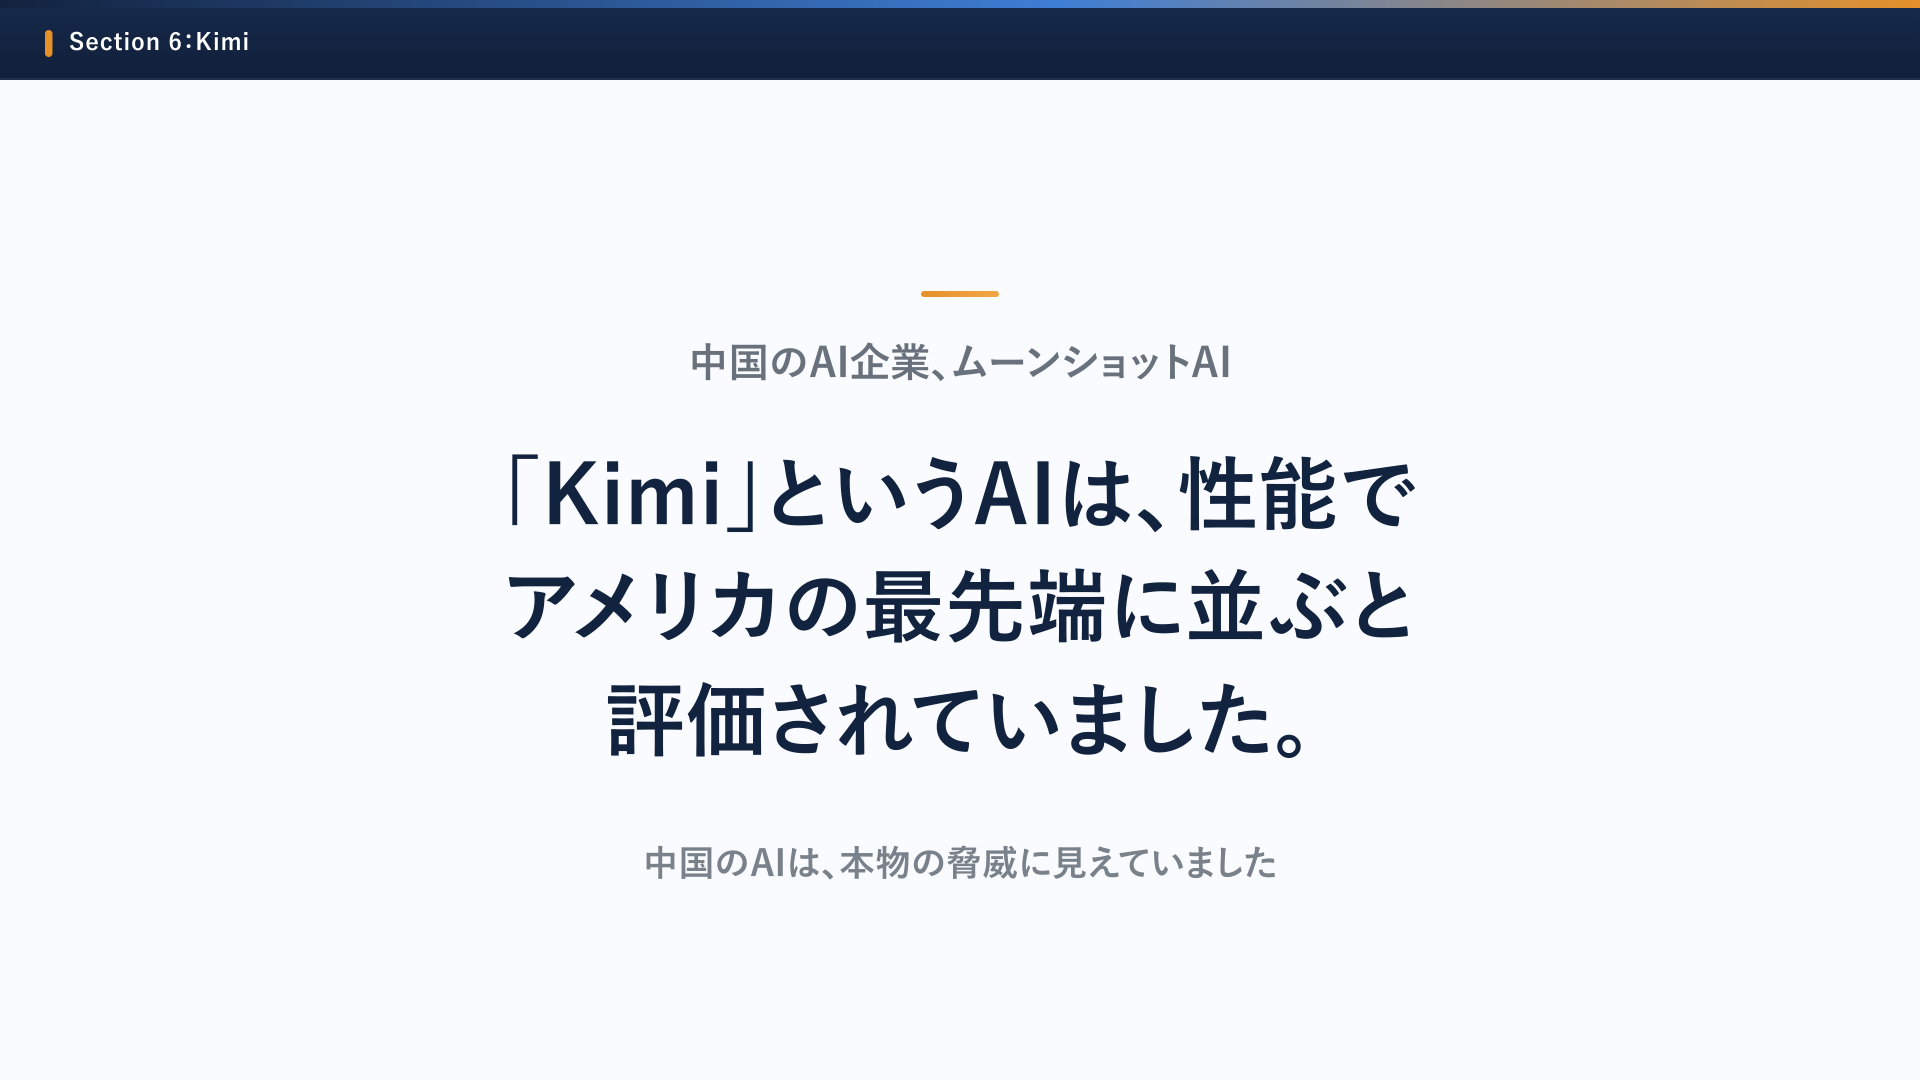 Section 6：Kimi
中国のAI企業、ムーンショットAI
「Kimi」というAIは、性能で
アメリカの最先端に並ぶと
評価されていました。
中国のAIは、本物の脅威に見えていました